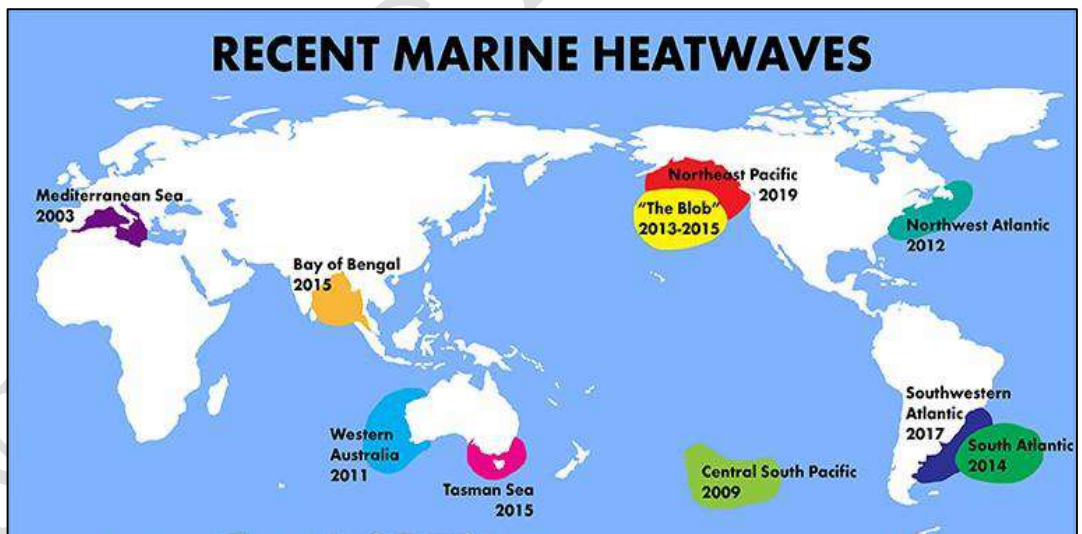 RECENT MARINE HEATWAVES
Mediterranean Sea
2003
Northeast Pacific
2019
"The Blob"
2013-2015
Northwest Atlantic
2012
Bay of Bengal
2015
Southwestern
Atlantic
2017
Western
Australia
2011
South Atlantic
2014
Central South Pacific
2009
Tasman Sea
2015